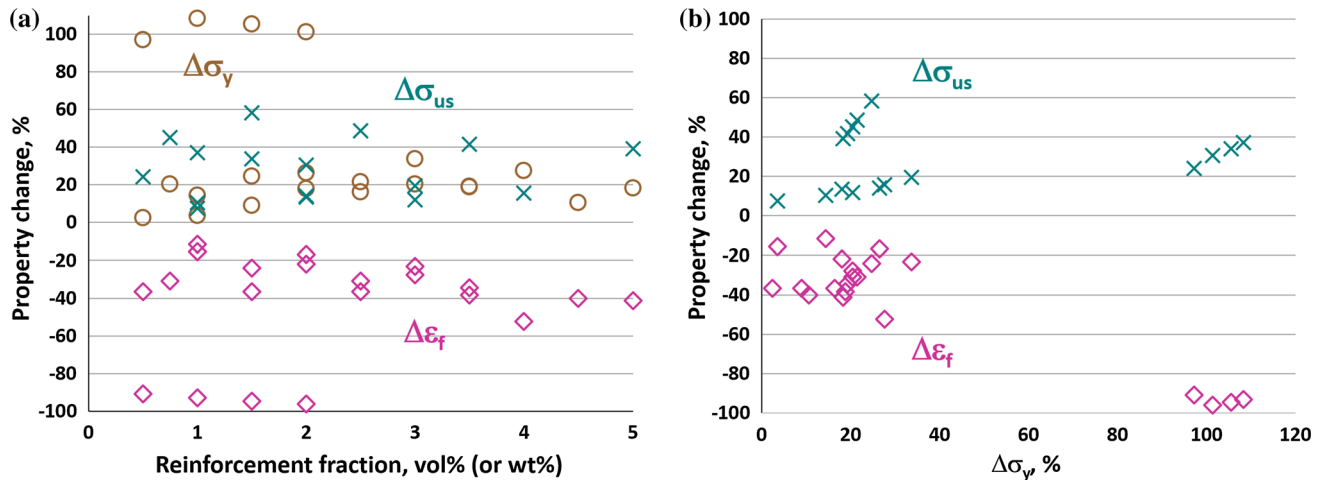 (a)
Property change, %
100
80
60
40
20
0
-20
-40
-60
-80
-100
Δσy
Δσus
Δεf
0 1 2 3 4 5
Reinforcement fraction, vol% (or wt%)
(b)
Property change, %
100
80
60
40
20
0
-20
-40
-60
-80
-100
Δσus
Δεf
0 20 40 60 80 100 120
Δσy, %